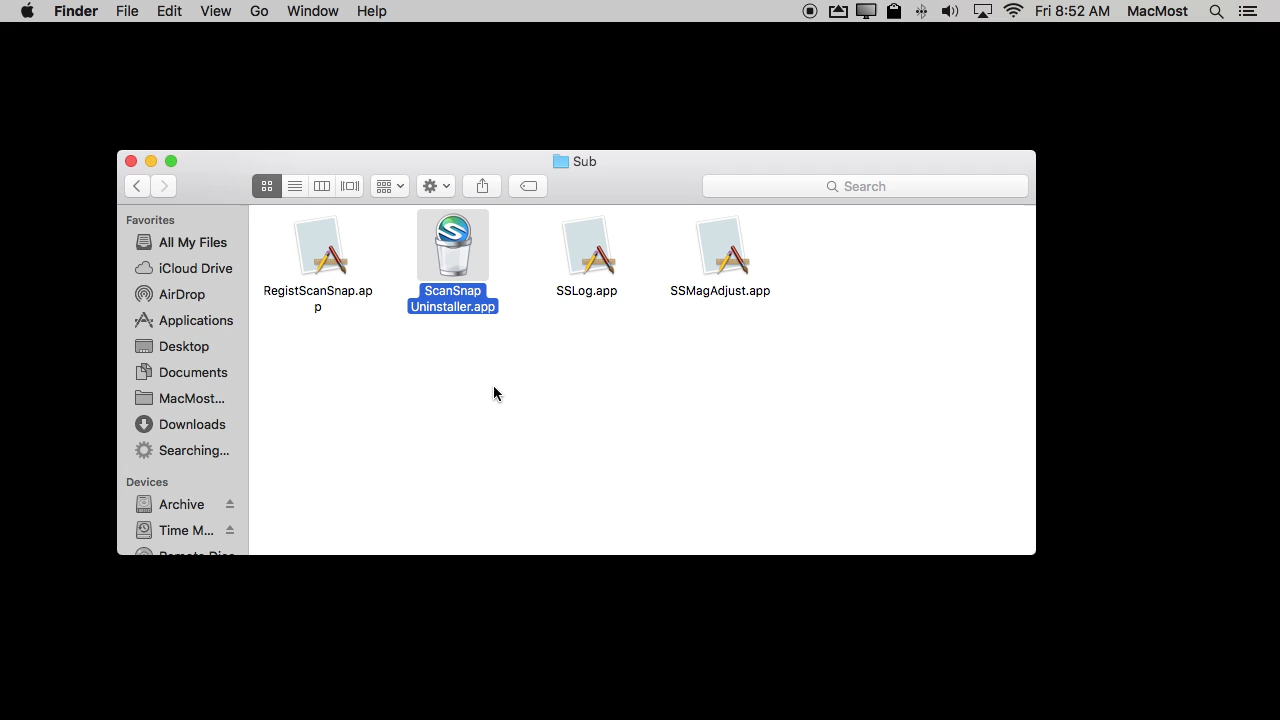 Finder File Edit View Go Window Help Fri 8:52 AM MacMost
Sub
Search
Favorites
All My Files
iCloud Drive
AirDrop
Applications
Desktop
Documents
MacMost...
Downloads
Searching...
Devices
Archive
Time M...
Remote Disc
RegistScanSnap.ap
p
ScanSnap
Uninstaller.app
SSLog.app
SSMagAdjust.app